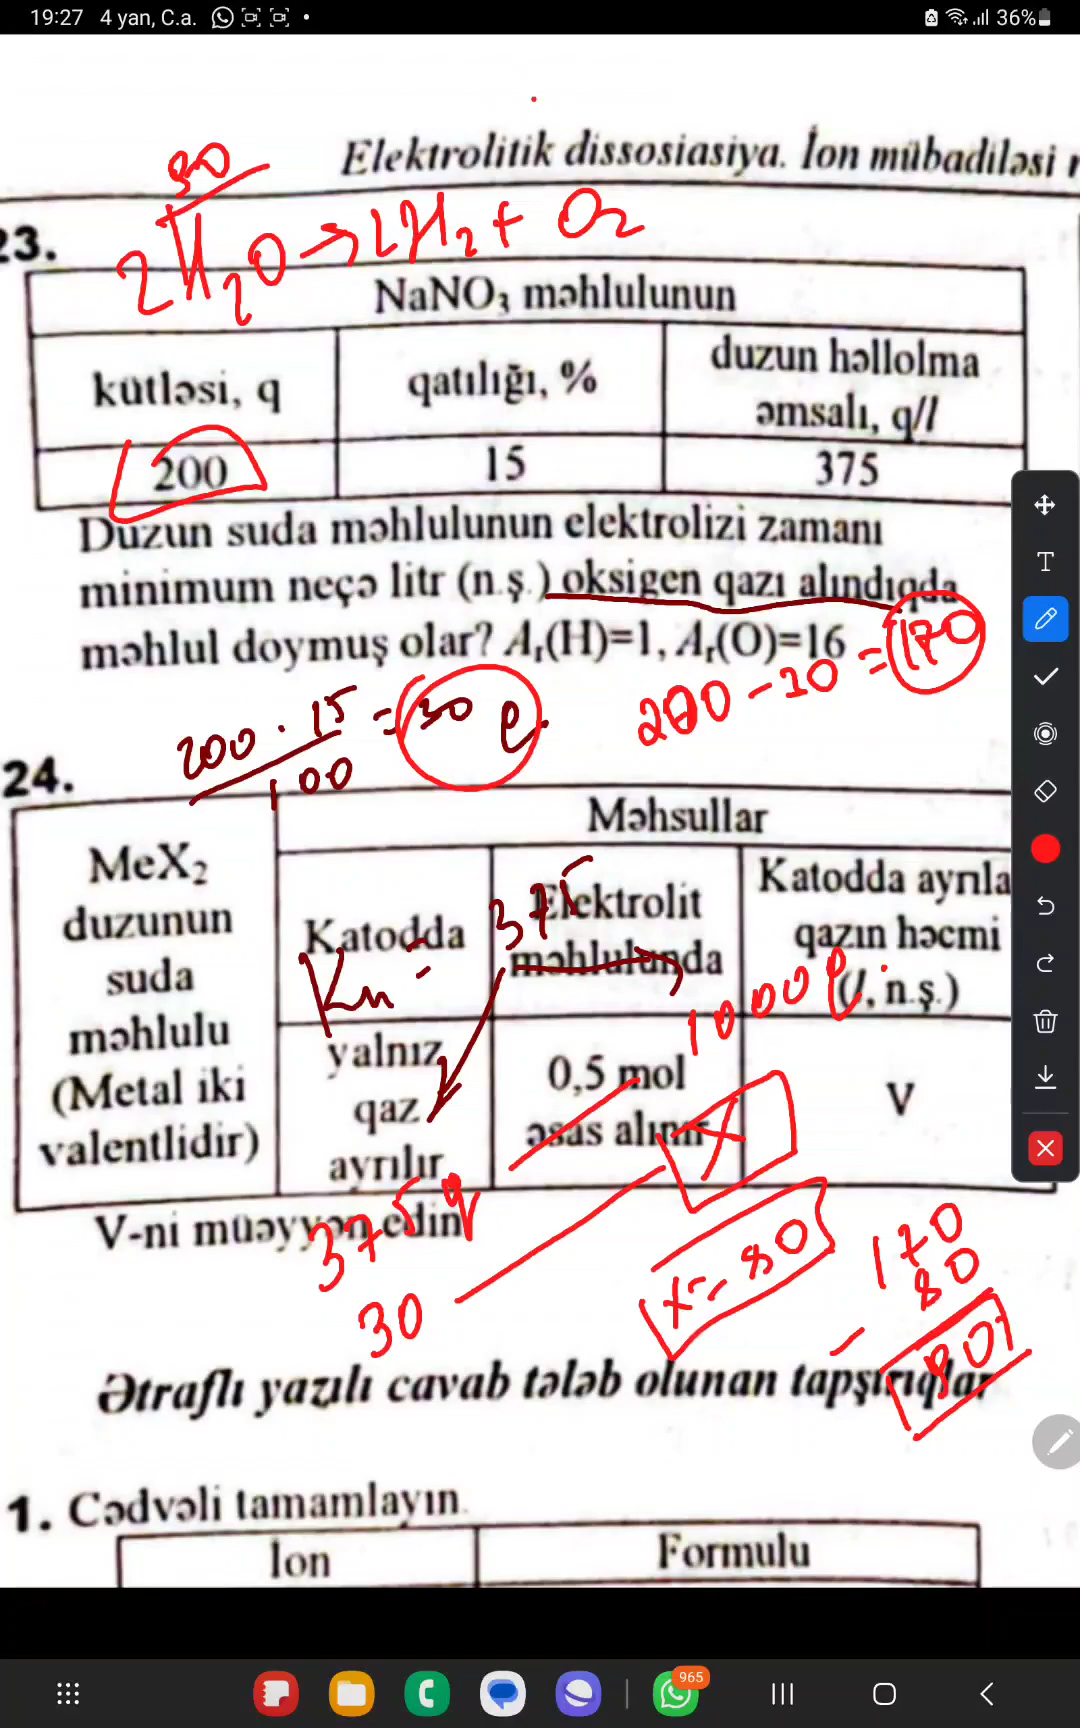 19:27 4 yan, C.a. 36%
Elektrolitik dissosiasiya. İon mübadiləsi r
90
2H₂O → 2H₂ + O₂
23.
NaNO₃ məhlulunun
kütləsi, q qatılığı, % duzun həllolma əmsalı, q/l
200 15 375
Duzun suda məhlulunun elektrolizi zamanı
minimum neçə litr (n.ş.) oksigen qazı alındıqda
məhlul doymuş olar? Aᵣ(H)=1, Aᵣ(O)=16
200 · 15 = 30
100
200-30 = 170
24.
Məhsullar
MeX₂ duzunun suda məhlulu (Metal iki valentlidir)
Katodda
Elektrolit məhlulunda
Katodda ayrıla qazın həcmi (l, n.ş.)
yalnız qaz ayrılır
0,5 mol əsas alınır
V
375
1000
375 q
30 X
X = 80
170
- 80
90
V-ni müəyyən edin
Ətraflı yazılı cavab tələb olunan tapşırıqlar
1. Cədvəli tamamlayın.
İon Formulu
965